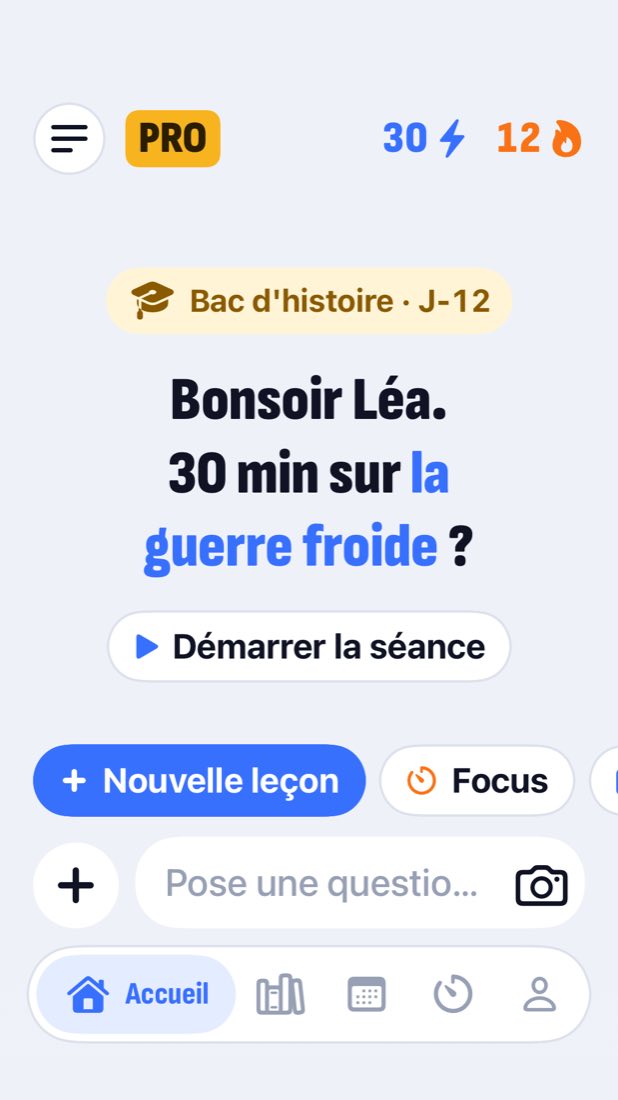 PRO
30
12
Bac d'histoire · J-12
Bonsoir Léa.
30 min sur la
guerre froide ?
Démarrer la séance
Nouvelle leçon
Focus
Pose une questio...
Accueil